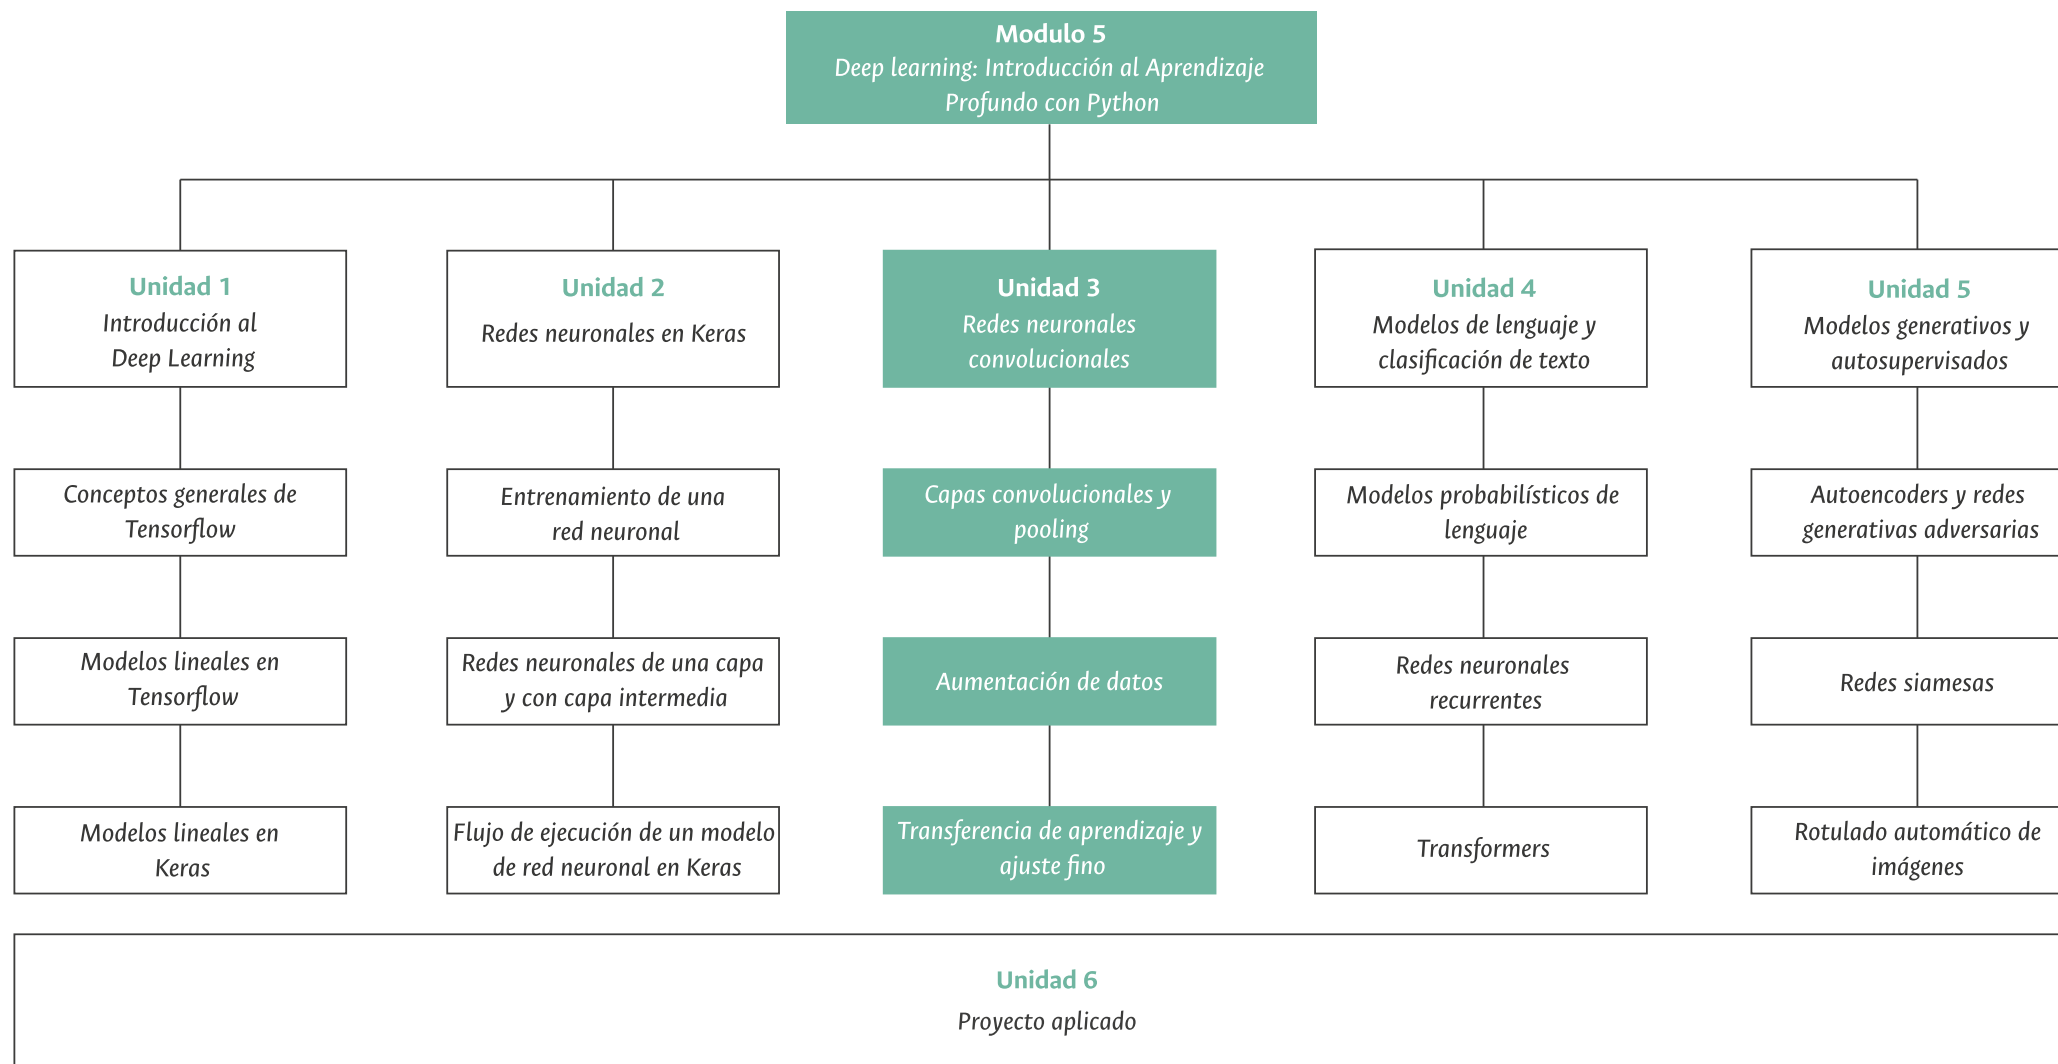 Modulo 5
Deep learning: Introducción al Aprendizaje
Profundo con Python
Unidad 1
Introducción al
Deep Learning
Conceptos generales de
Tensorflow
Modelos lineales en
Tensorflow
Modelos lineales en
Keras
Unidad 2
Redes neuronales en Keras
Entrenamiento de una
red neuronal
Redes neuronales de una capa
y con capa intermedia
Flujo de ejecución de un modelo
de red neuronal en Keras
Unidad 3
Redes neuronales
convolucionales
Capas convolucionales y
pooling
Aumentación de datos
Transferencia de aprendizaje y
ajuste fino
Unidad 4
Modelos de lenguaje y
clasificación de texto
Modelos probabilísticos de
lenguaje
Redes neuronales
recurrentes
Transformers
Unidad 5
Modelos generativos y
autosupervisados
Autoencoders y redes
generativas adversarias
Redes siamesas
Rotulado automático de
imágenes
Unidad 6
Proyecto aplicado